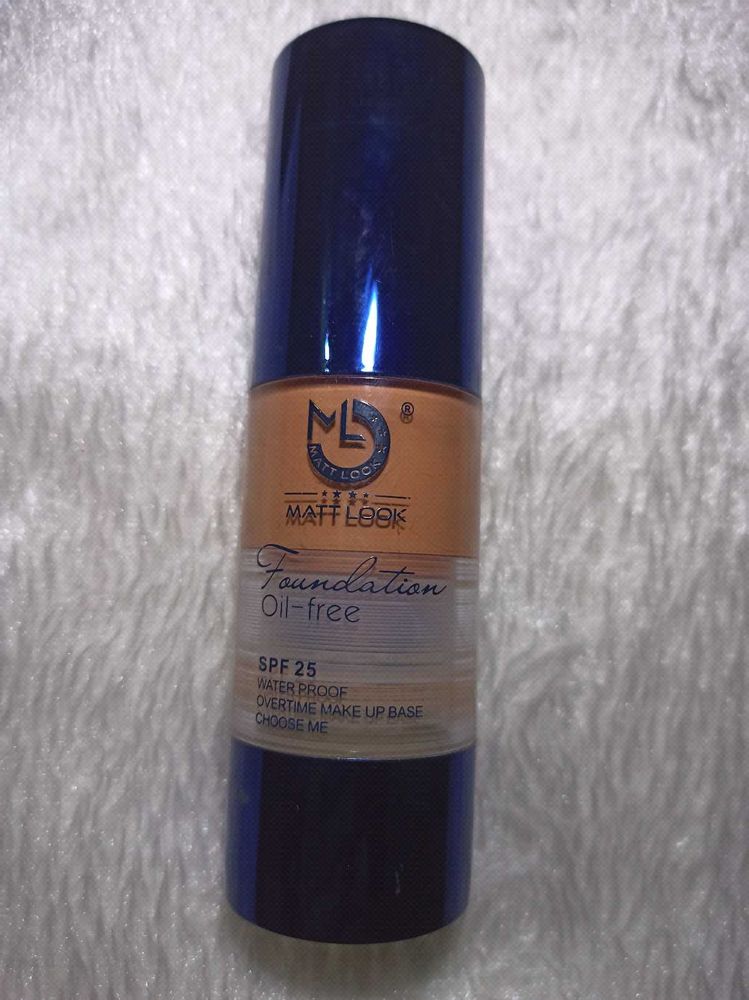 ML
®
MATT LOOK
MATT LOOK
Foundation
Oil-free
SPF 25
WATER PROOF
OVERTIME MAKE UP BASE
CHOOSE ME